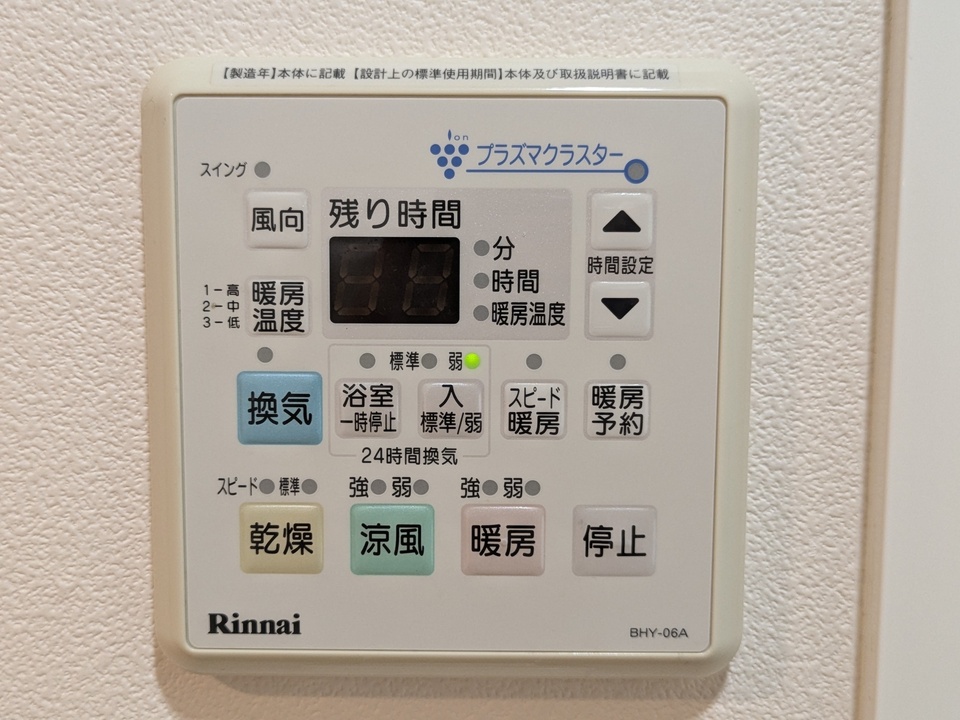 【製造年】本体に記載 【設計上の標準使用期間】本体及び取扱説明書に記載
ion
プラズマクラスター
スイング
風向
残り時間
分
時間
暖房温度
時間設定
1-高
2-中
3-低
暖房
温度
標準 弱
換気
浴室
一時停止
入
標準/弱
スピード
暖房
暖房
予約
24時間換気
スピード 標準 強 弱 強 弱
乾燥 涼風 暖房 停止
Rinnai
BHY-06A